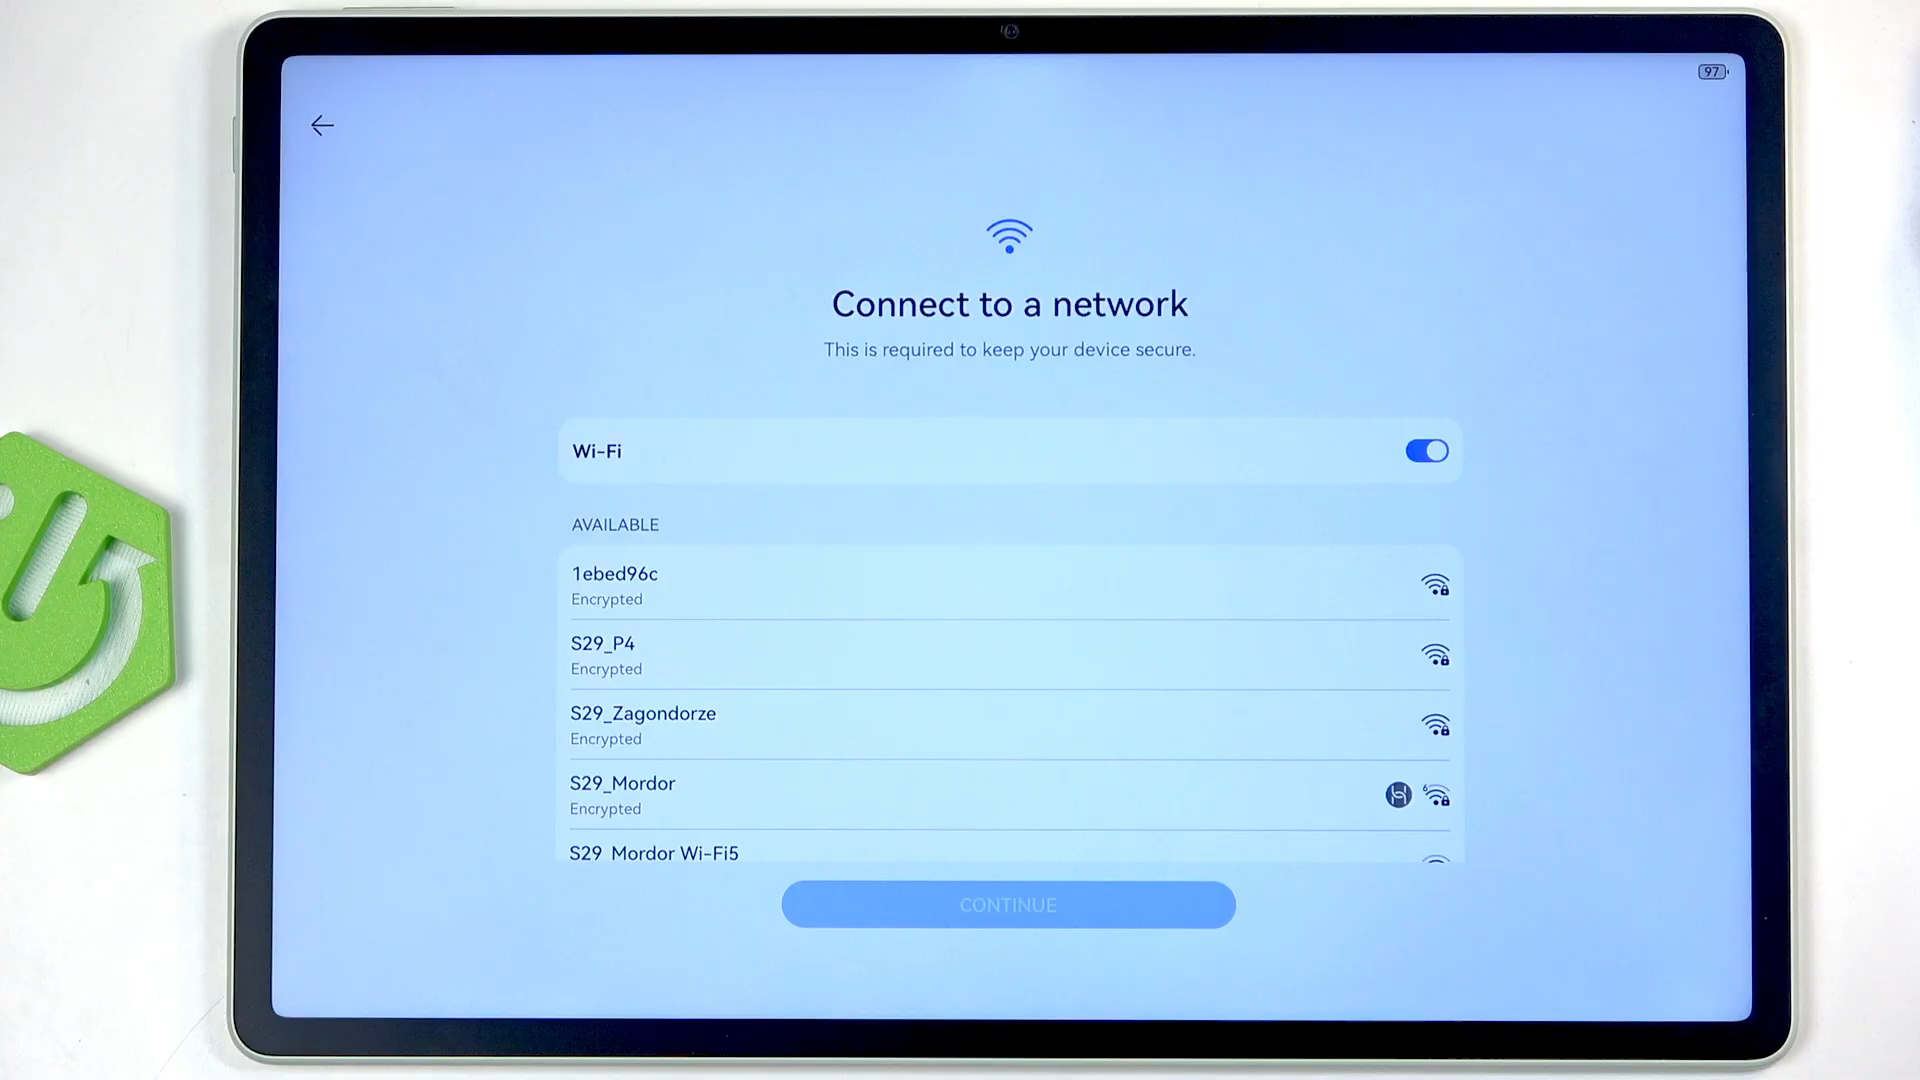 97
Connect to a network
This is required to keep your device secure.
Wi-Fi
AVAILABLE
1ebed96c
Encrypted
S29_P4
Encrypted
S29_Zagondorze
Encrypted
S29_Mordor
Encrypted
6
S29_Mordor Wi-Fi5
CONTINUE